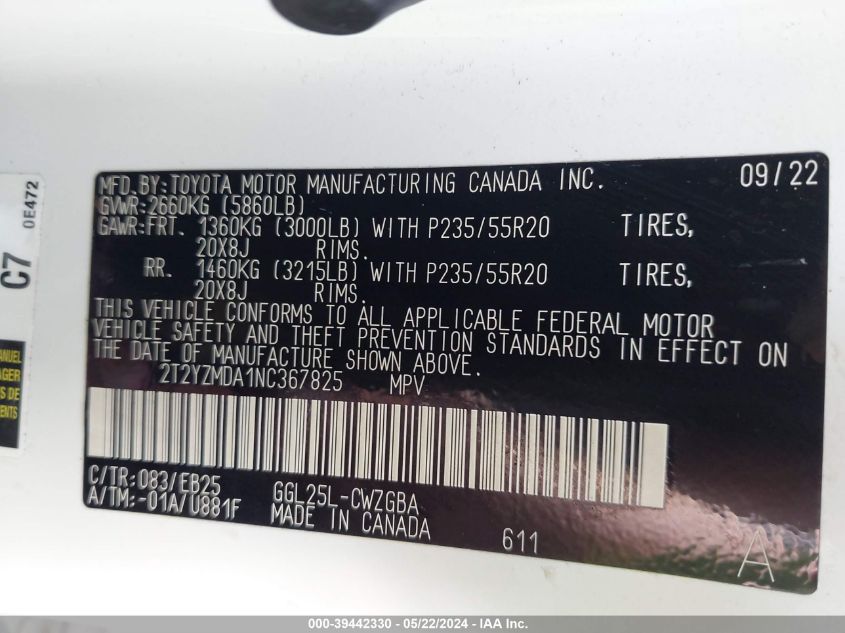 MFD. BY: TOYOTA MOTOR MANUFACTURING CANADA INC. 09/22
GVWR: 2660KG (5860LB)
GAWR: FRT. 1360KG (3000LB) WITH P235/55R20 TIRES,
20X8J RIMS.
RR. 1460KG (3215LB) WITH P235/55R20 TIRES,
20X8J RIMS.
THIS VEHICLE CONFORMS TO ALL APPLICABLE FEDERAL MOTOR
VEHICLE SAFETY AND THEFT PREVENTION STANDARDS IN EFFECT ON
THE DATE OF MANUFACTURE SHOWN ABOVE.
2T2YZMDA1NC367825 MPV
C/TR: 083/EB25 GGL25L-CWZGBA
A/TM: -01A/U881F MADE IN CANADA 611 A
C7 0E472
000-39442330 - 05/22/2024 - IAA Inc.